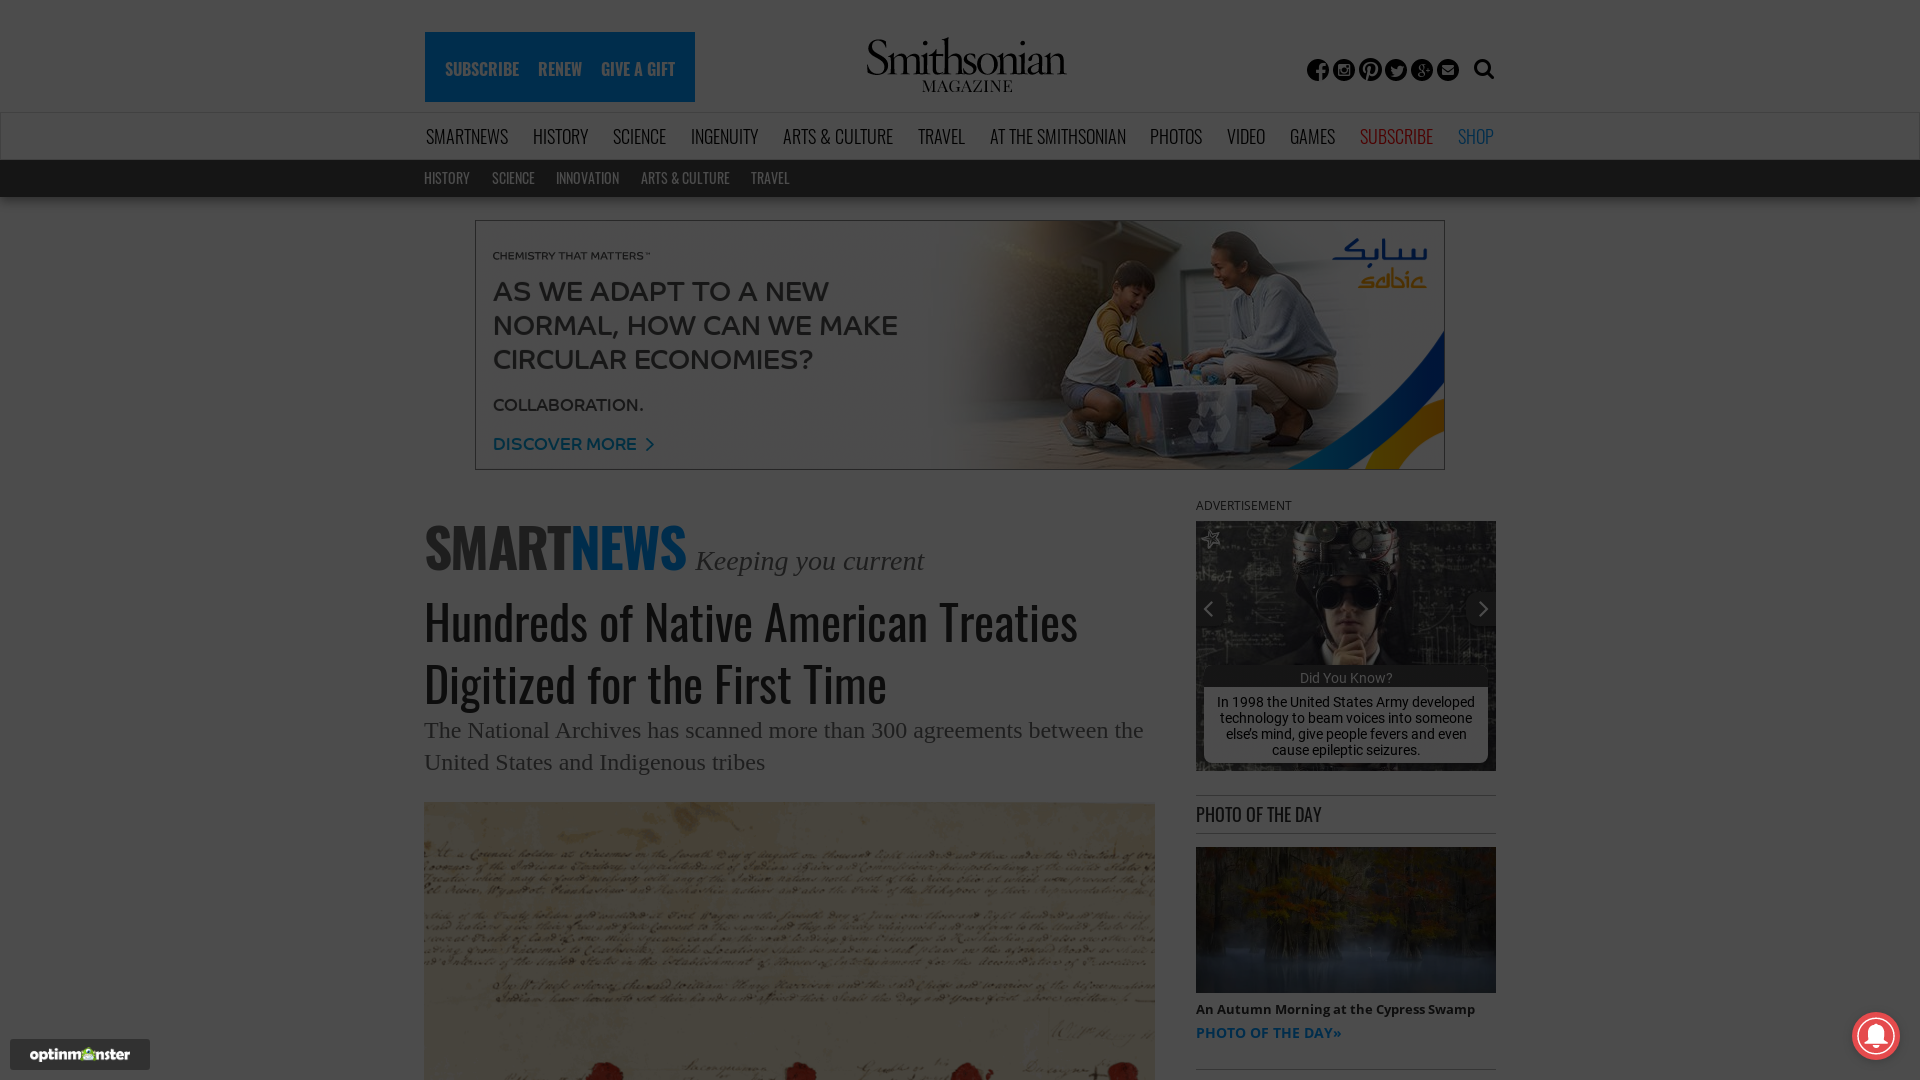 SUBSCRIBE RENEW GIVE A GIFT
Smithsonian
MAGAZINE
SMARTNEWS HISTORY SCIENCE INGENUITY ARTS & CULTURE TRAVEL AT THE SMITHSONIAN PHOTOS VIDEO GAMES SUBSCRIBE SHOP
HISTORY SCIENCE INNOVATION ARTS & CULTURE TRAVEL
CHEMISTRY THAT MATTERS™
سابك
sabic
AS WE ADAPT TO A NEW
NORMAL, HOW CAN WE MAKE
CIRCULAR ECONOMIES?
COLLABORATION.
DISCOVER MORE >
ADVERTISEMENT
SMARTNEWS Keeping you current
Hundreds of Native American Treaties
Digitized for the First Time
The National Archives has scanned more than 300 agreements between the
United States and Indigenous tribes
Did You Know?
In 1998 the United States Army developed
technology to beam voices into someone
else's mind, give people fevers and even
cause epileptic seizures.
PHOTO OF THE DAY
An Autumn Morning at the Cypress Swamp
PHOTO OF THE DAY»
optinmonster